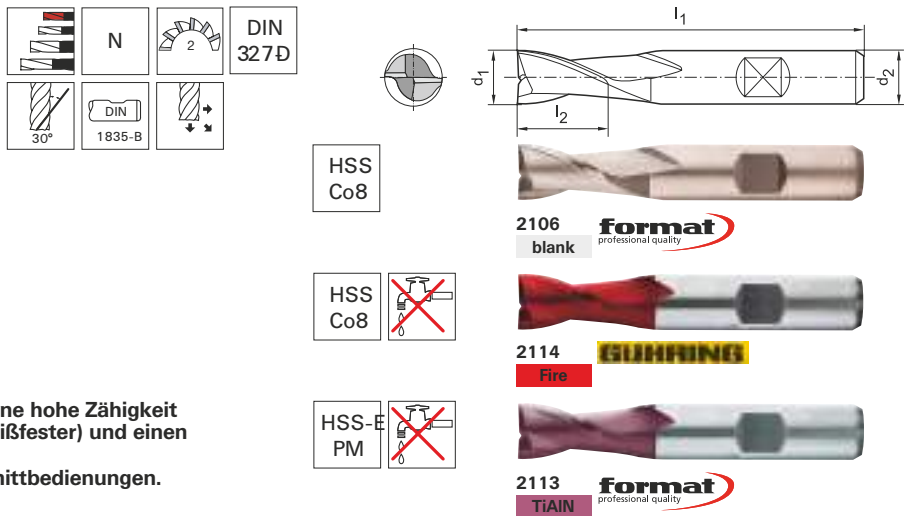 N
2
DIN
327 D
30°
DIN
1835-B
l1
d1
d2
l2
HSS
Co8
2106
format
professional quality
blank
HSS
Co8
2114
GUHRING
Fire
ne hohe Zähigkeit
ißfester) und einen
nittbedienungen.
HSS-E
PM
2113
format
professional quality
TiAlN